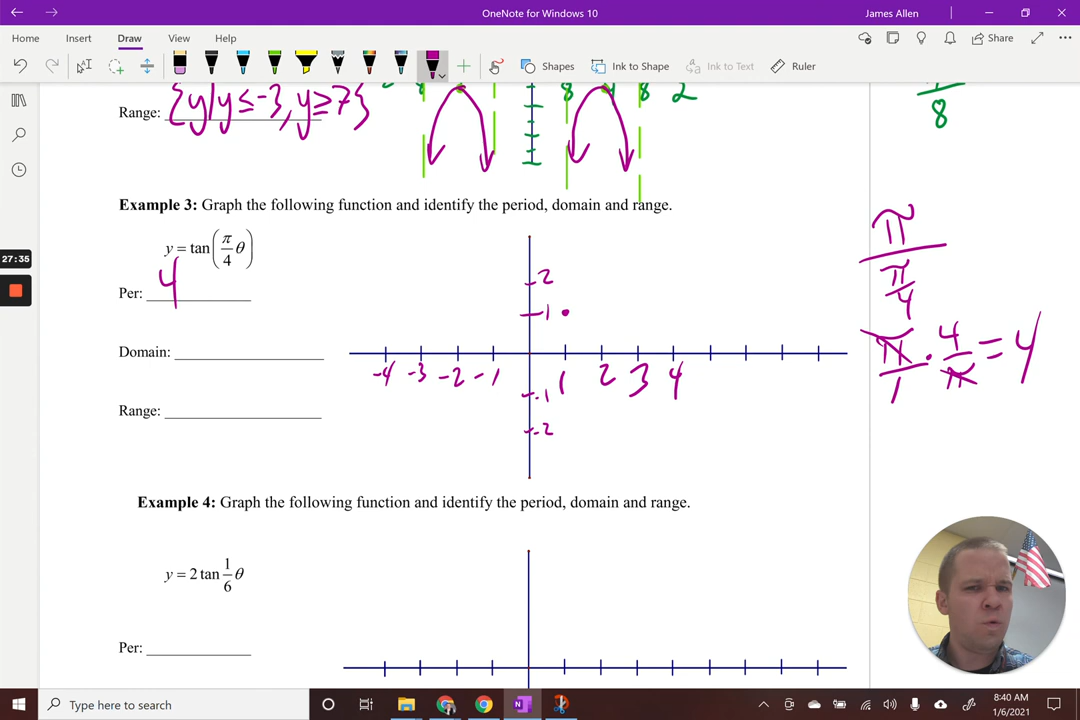 OneNote for Windows 10
James Allen
Home Insert Draw View Help
Share
Shapes Ink to Shape Ink to Text Ruler
Range: {y|y ≤ -3, y ≥ 7}
8 8 2
8
Example 3: Graph the following function and identify the period, domain and range.
y = tan(π/4 θ)
Per: 4
Domain:
Range:
2
1
-4 -3 -2 -1 1 2 3 4
-1
-2
π
π/4
π/1 · 4/π = 4
27:35
Example 4: Graph the following function and identify the period, domain and range.
y = 2 tan 1/6 θ
Per:
Type here to search
8:40 AM
1/6/2021